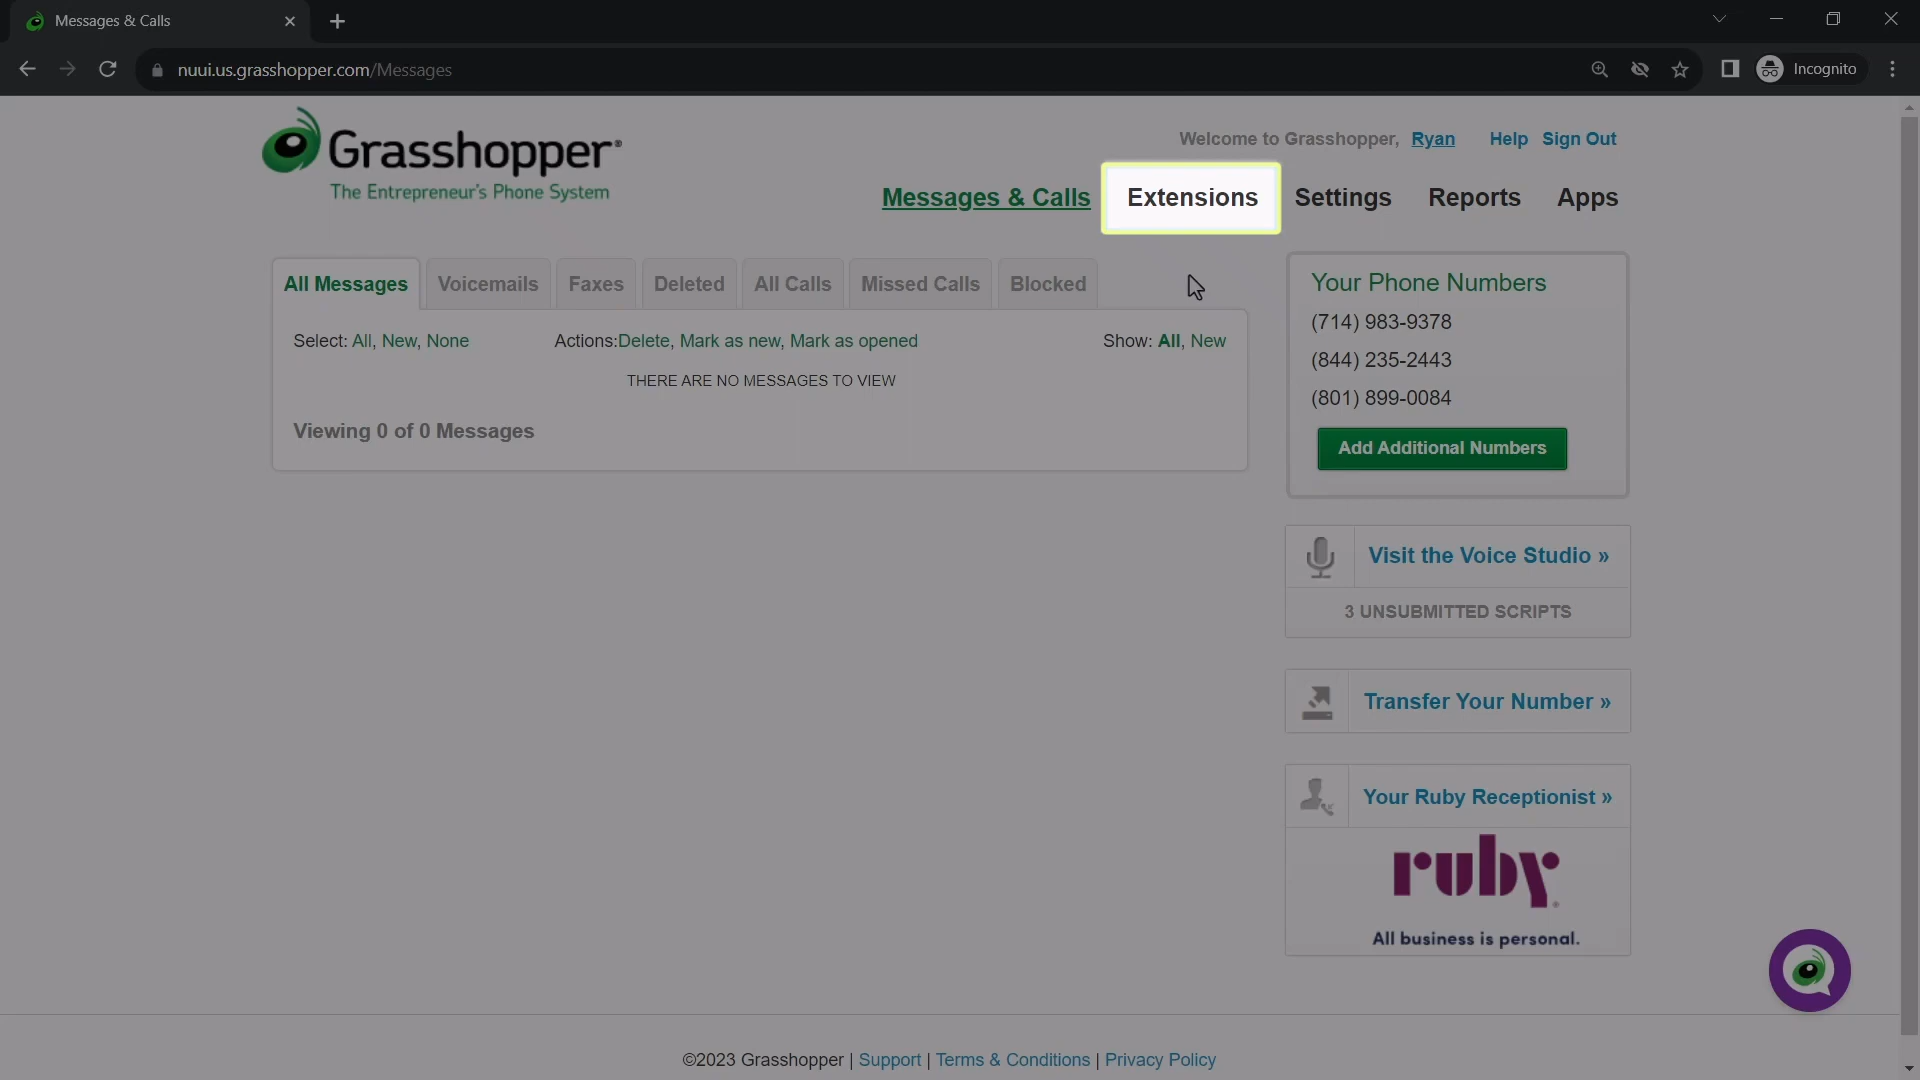 Messages & Calls
nuui.us.grasshopper.com/Messages
Incognito
Grasshopper®
The Entrepreneur's Phone System
Welcome to Grasshopper, Ryan Help Sign Out
Messages & Calls Extensions Settings Reports Apps
All Messages Voicemails Faxes Deleted All Calls Missed Calls Blocked
Select: All, New, None Actions:Delete, Mark as new, Mark as opened Show: All, New
THERE ARE NO MESSAGES TO VIEW
Viewing 0 of 0 Messages
Your Phone Numbers
(714) 983-9378
(844) 235-2443
(801) 899-0084
Add Additional Numbers
Visit the Voice Studio »
3 UNSUBMITTED SCRIPTS
Transfer Your Number »
Your Ruby Receptionist »
ruby®
All business is personal.
©2023 Grasshopper | Support | Terms & Conditions | Privacy Policy